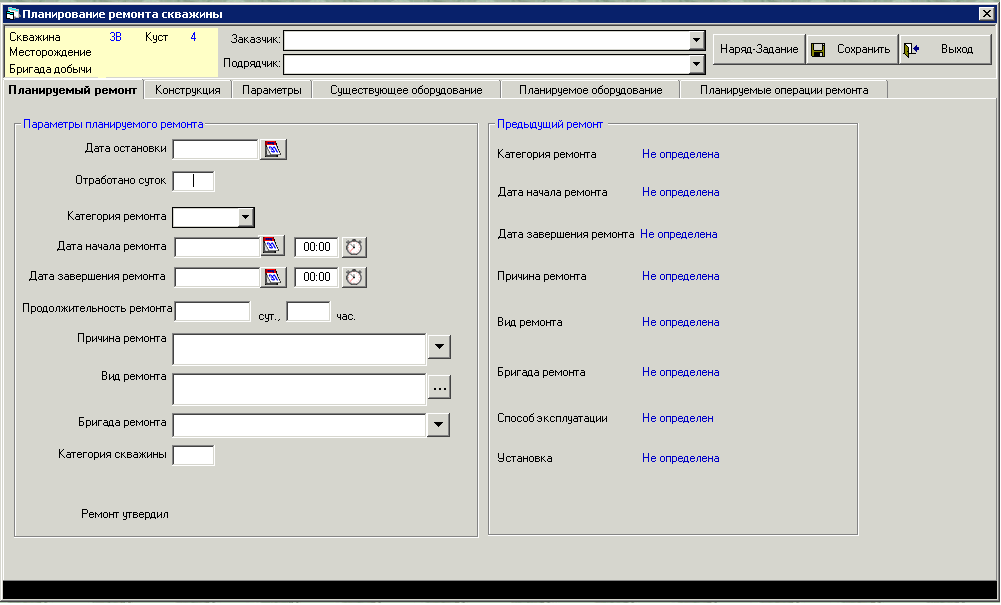 Планирование ремонта скважины
Скважина 3В Куст 4
Месторождение
Бригада добычи
Заказчик:
Подрядчик:
Наряд-Задание Сохранить Выход
Планируемый ремонт Конструкция Параметры Существующее оборудование Планируемое оборудование Планируемые операции ремонта
Параметры планируемого ремонта
Дата остановки
Отработано суток
Категория ремонта
Дата начала ремонта 00:00
Дата завершения ремонта 00:00
Продолжительность ремонта сут., час.
Причина ремонта
Вид ремонта ...
Бригада ремонта
Категория скважины
Ремонт утвердил
Предыдущий ремонт
Категория ремонта Не определена
Дата начала ремонта Не определена
Дата завершения ремонта Не определена
Причина ремонта Не определена
Вид ремонта Не определена
Бригада ремонта Не определена
Способ эксплуатации Не определен
Установка Не определена